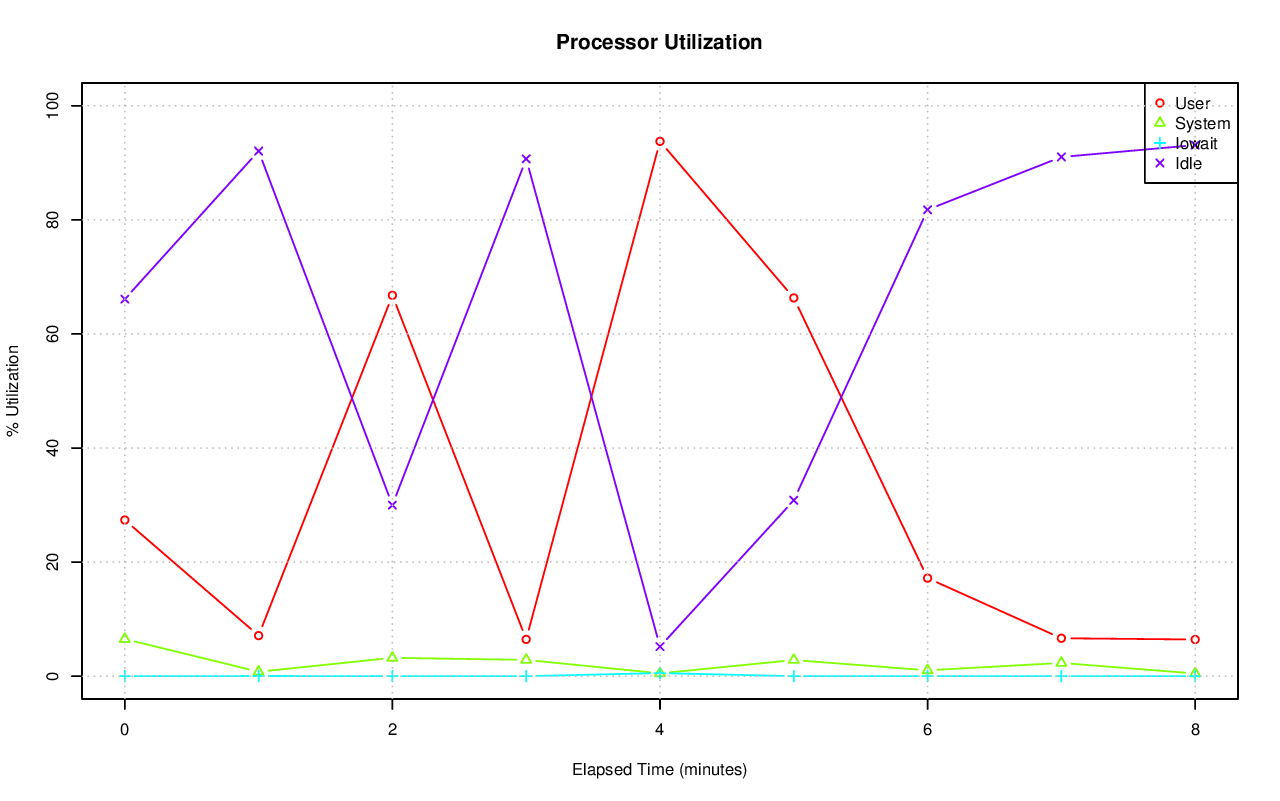 Processor Utilization
User
System
Iowait
Idle
100
80
60
40
20
0
% Utilization
0 2 4 6 8
Elapsed Time (minutes)